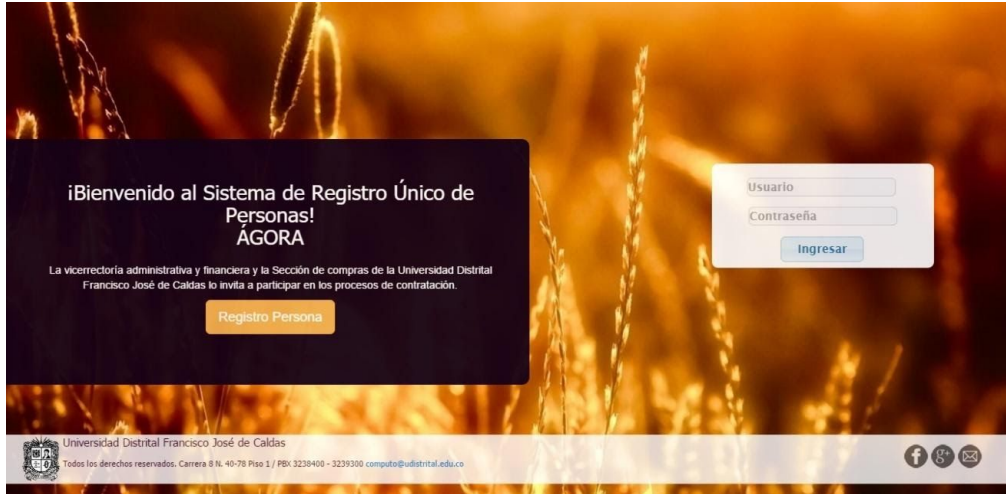 ¡Bienvenido al Sistema de Registro Único de
Personas!
ÁGORA
La vicerrectoría administrativa y financiera y la Sección de compras de la Universidad Distrital
Francisco José de Caldas lo invita a participar en los procesos de contratación.
Registro Persona
Usuario
Contraseña
Ingresar
Universidad Distrital Francisco José de Caldas
Todos los derechos reservados. Carrera 8 N. 40-78 Piso 1 / PBX 3238400 - 3239300 computo@udistrital.edu.co
f g+